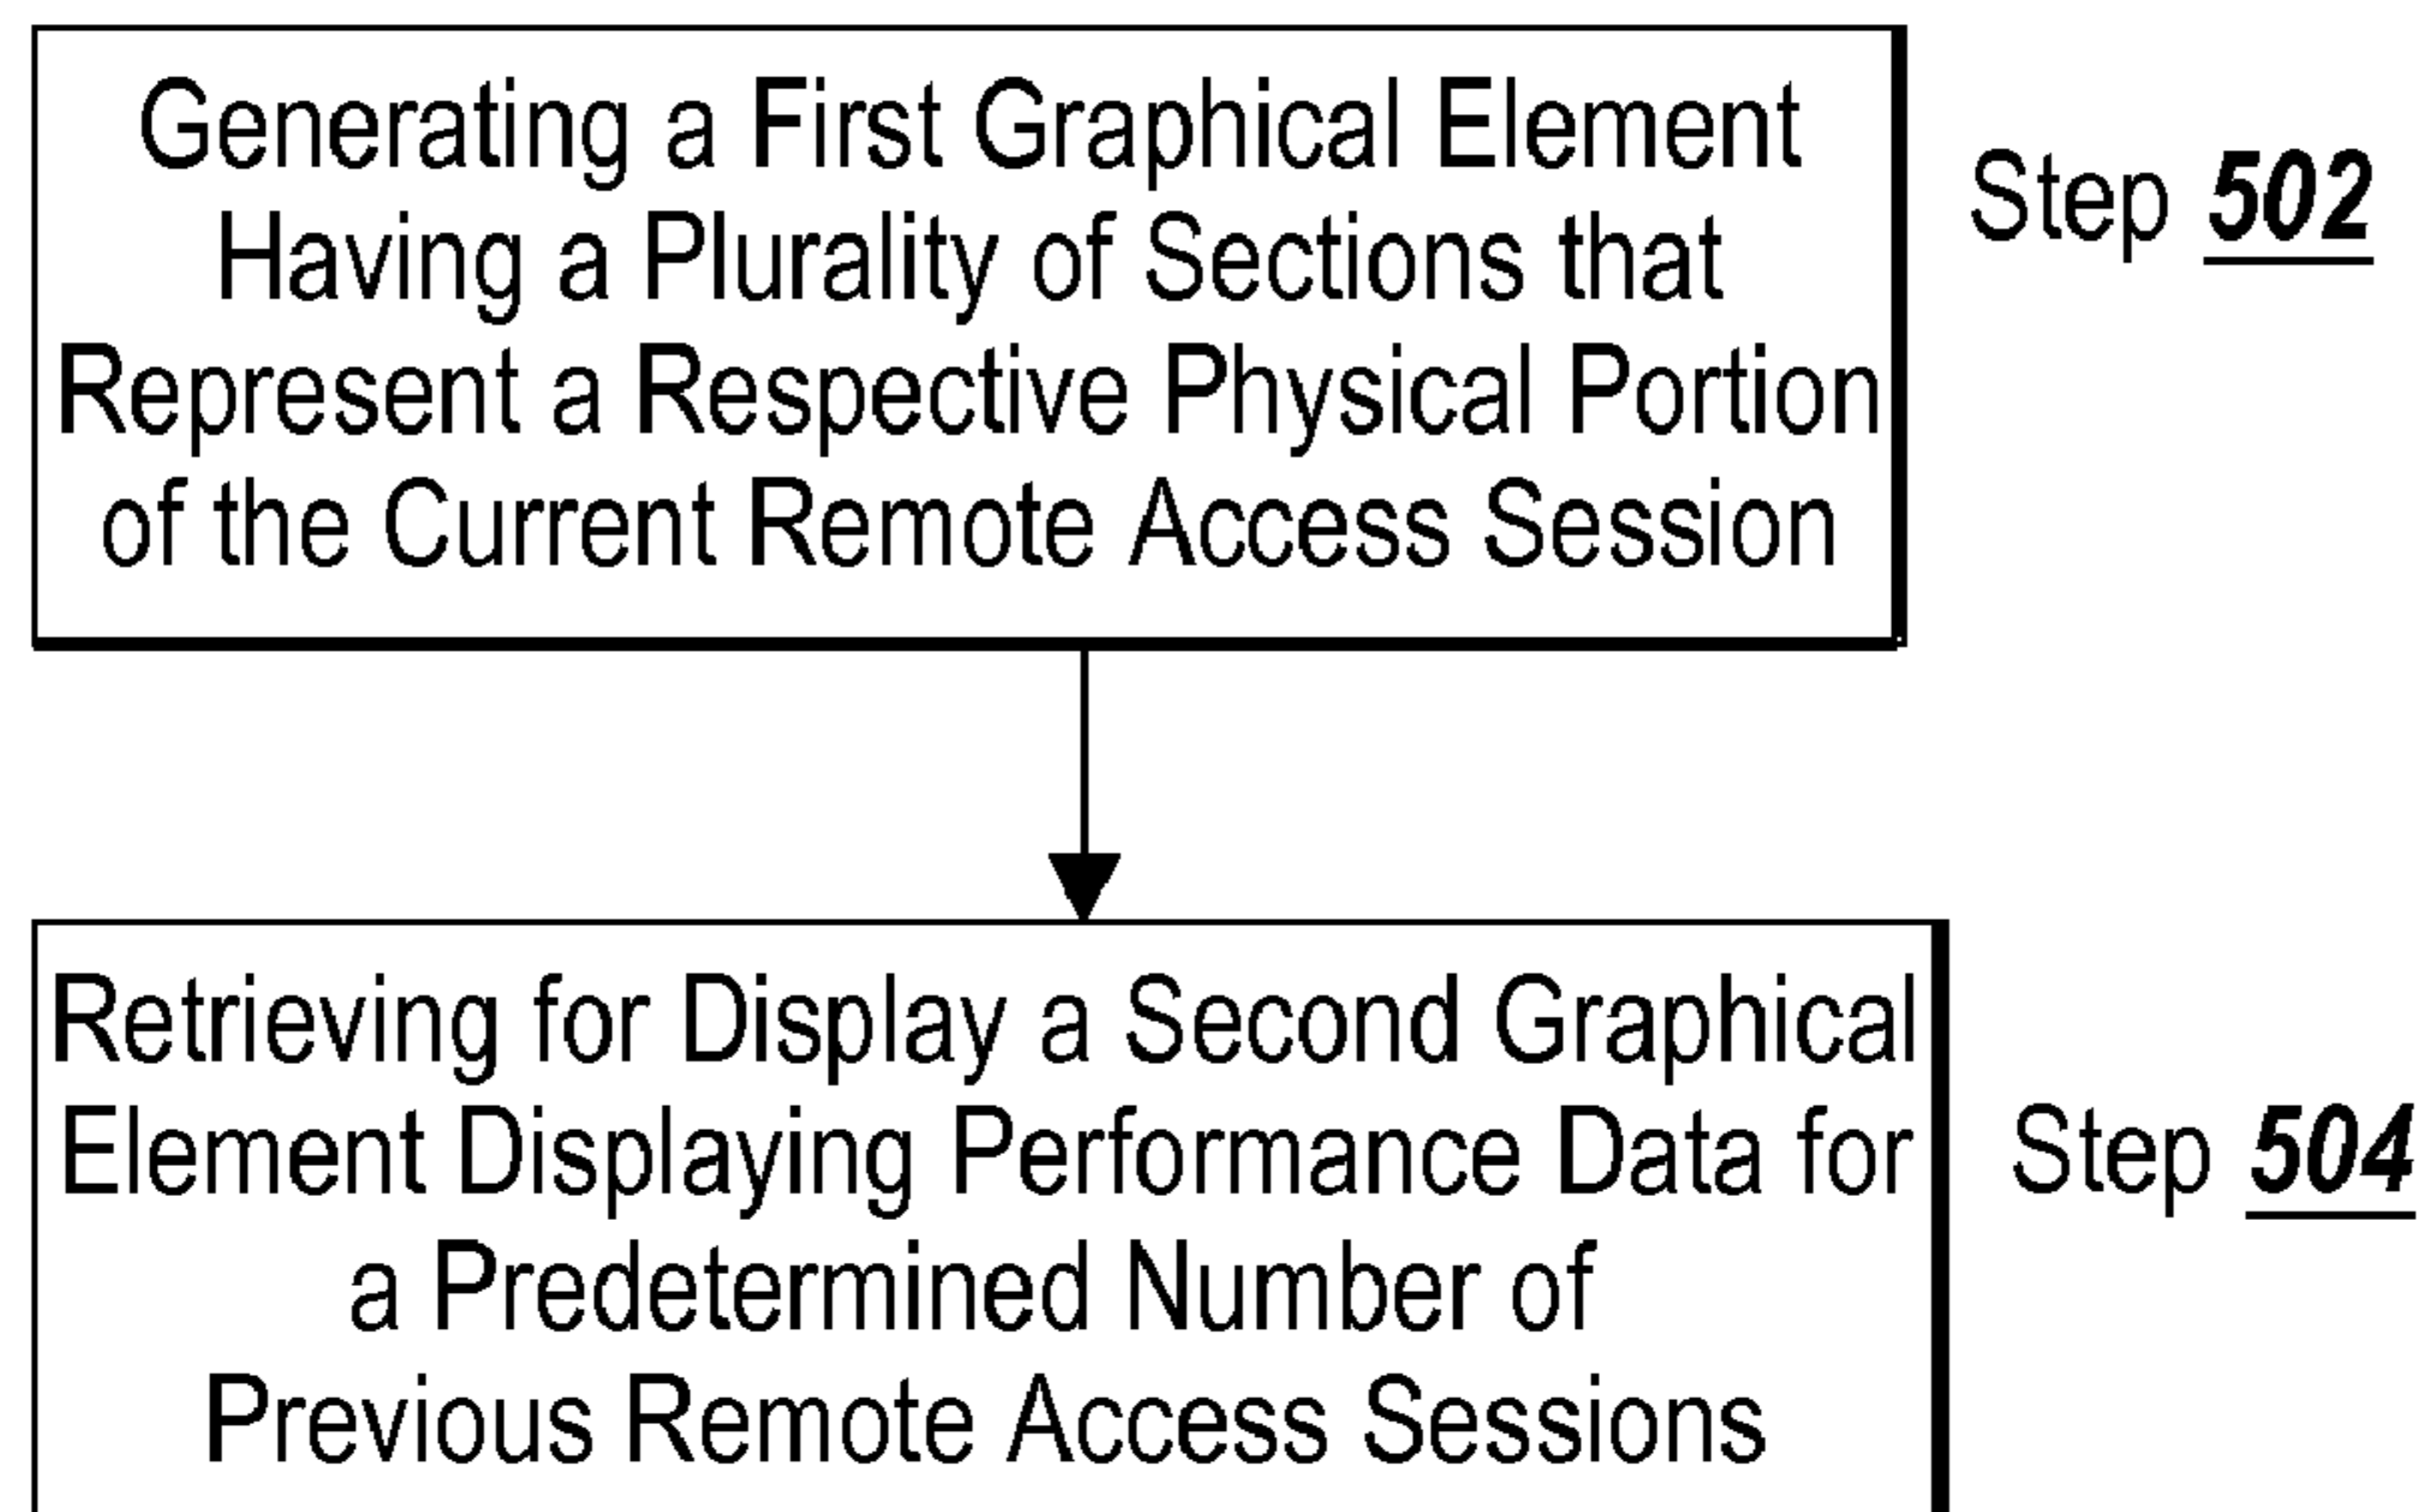 Generating a First Graphical Element
Having a Plurality of Sections that
Represent a Respective Physical Portion
of the Current Remote Access Session
Step 502
Retrieving for Display a Second Graphical
Element Displaying Performance Data for
a Predetermined Number of
Previous Remote Access Sessions
Step 504